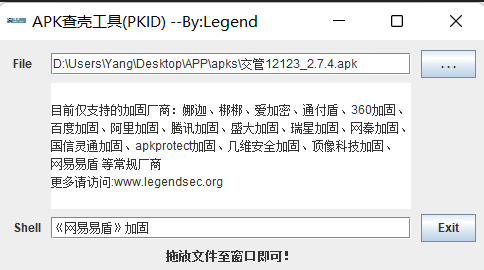 APK查壳工具(PKID) --By:Legend
File
D:\Users\Yang\Desktop\APP\apks\交管12123_2.7.4.apk
...
目前仅支持的加固厂商：娜迦、梆梆、爱加密、通付盾、360加固、
百度加固、阿里加固、腾讯加固、盛大加固、瑞星加固、网秦加固、
国信灵通加固、apkprotect加固、几维安全加固、顶像科技加固、
网易易盾 等常规厂商
更多请访问:www.legendsec.org
Shell
《网易易盾》加固
Exit
拖放文件至窗口即可!